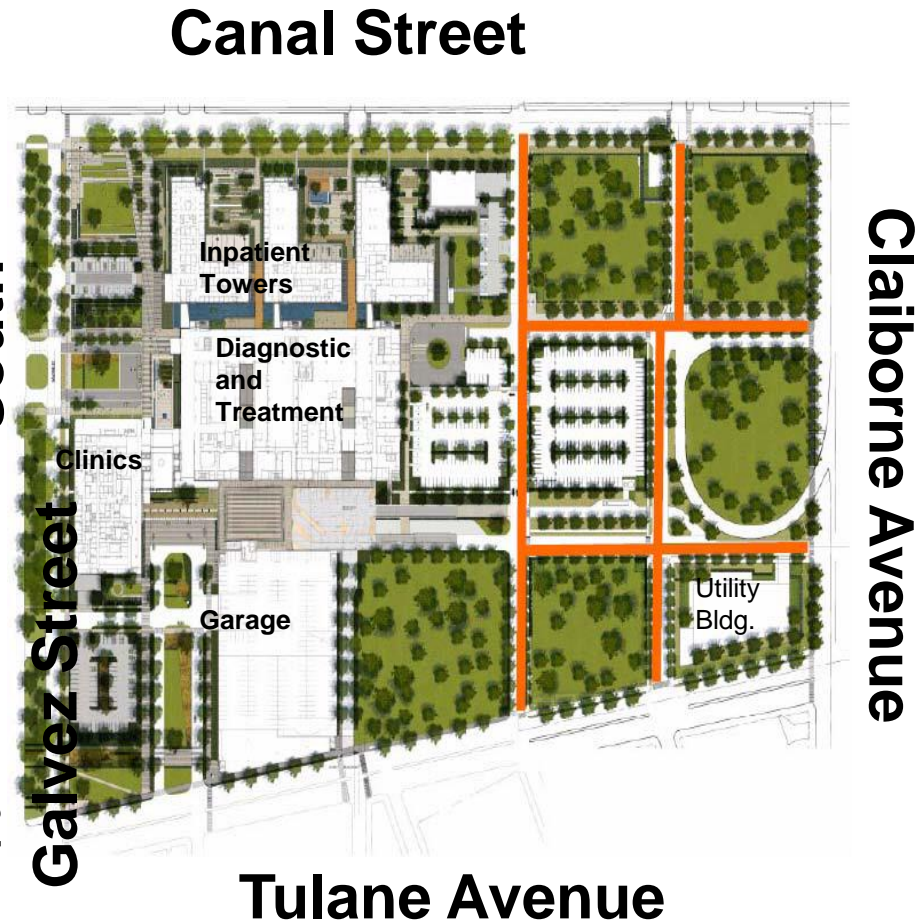 Canal Street
Inpatient
Towers
Diagnostic
and
Treatment
Clinics
Galvez Street
Garage
Utility
Bldg.
Claiborne Avenue
Tulane Avenue